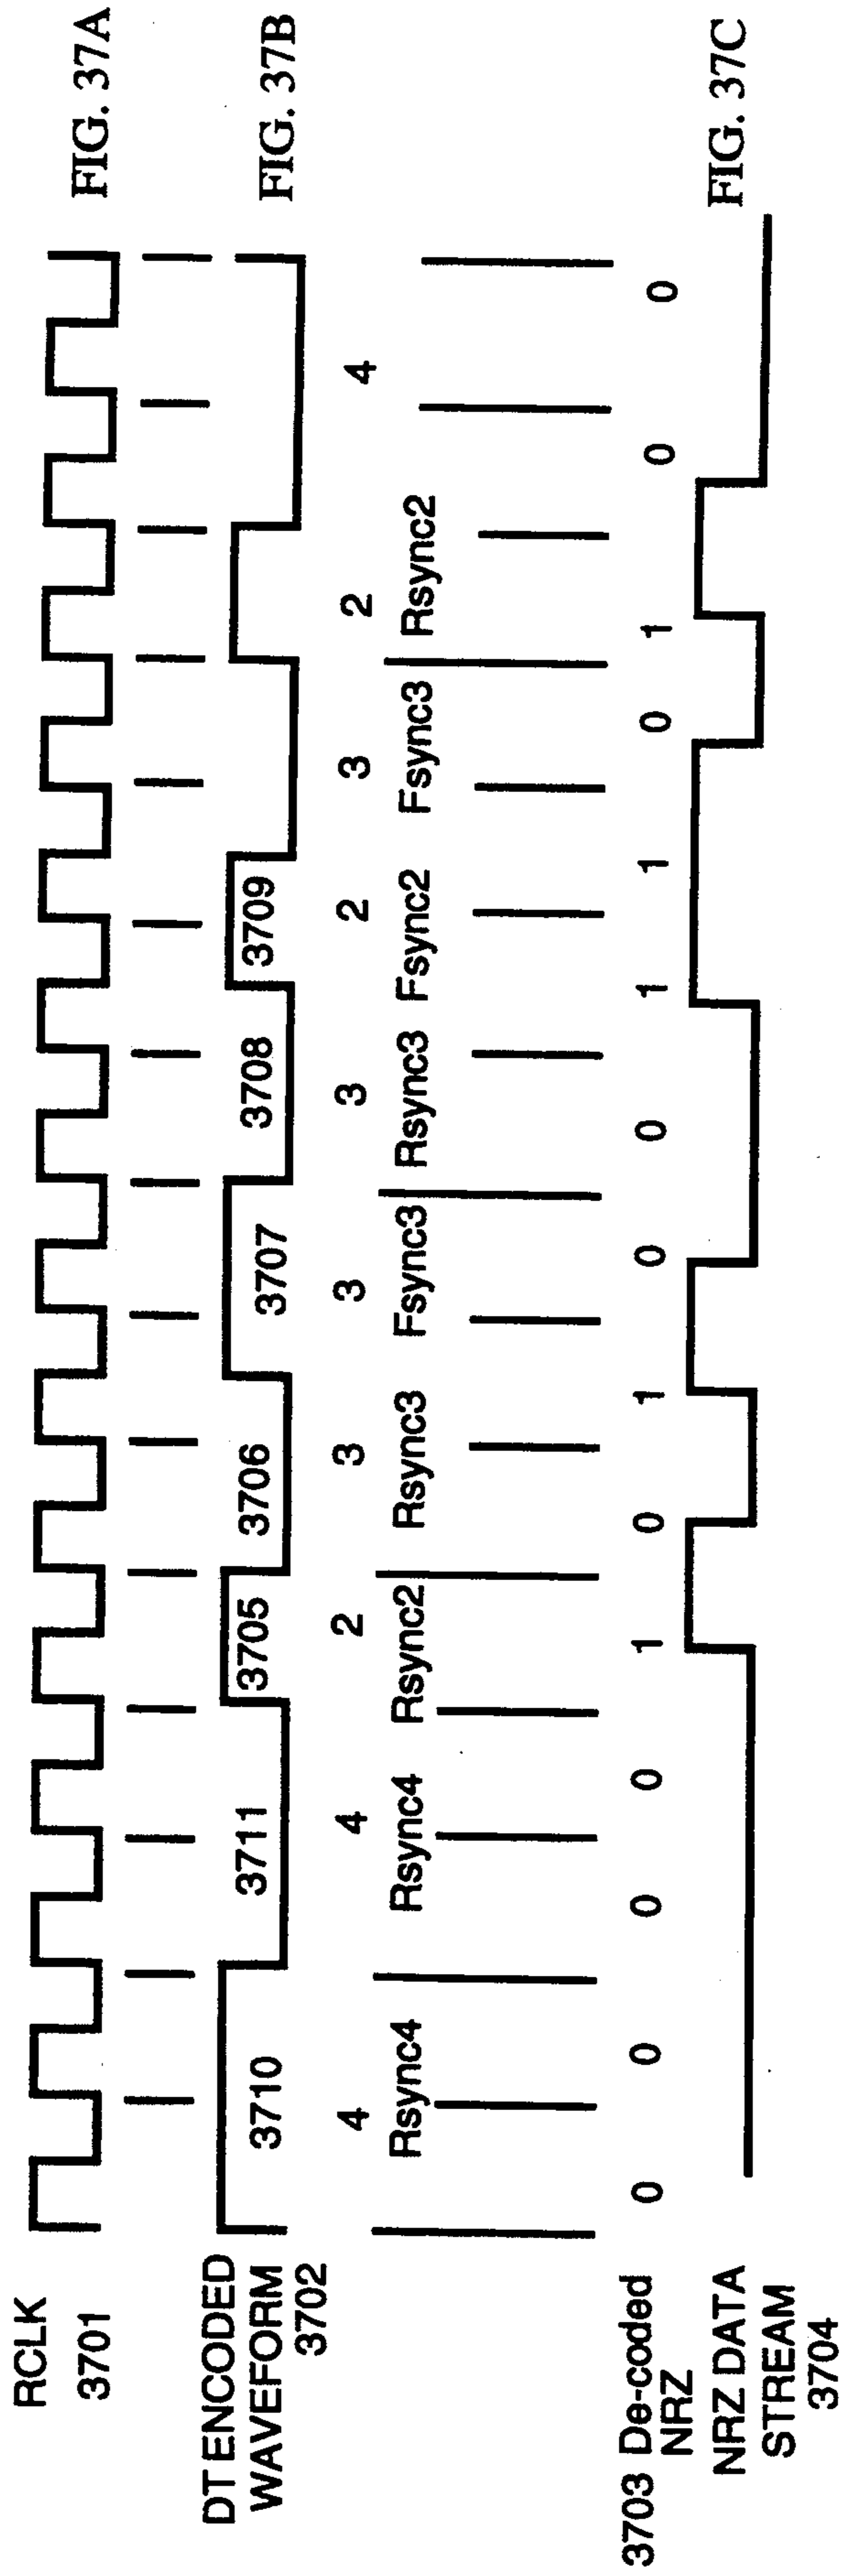 RCLK
3701
FIG. 37A
DT ENCODED
WAVEFORM
3702
3710
3711
3705
3706
3707
3708
3709
FIG. 37B
4 4 2 3 3 3 2 3 2 4
Rsync4 Rsync4 Rsync2 Rsync3 Fsync3 Rsync3 Fsync2 Fsync3 Rsync2
3703 De-coded
NRZ
0 0 0 0 1 0 1 0 0 1 1 0 1 0 0
NRZ DATA
STREAM
3704
FIG. 37C